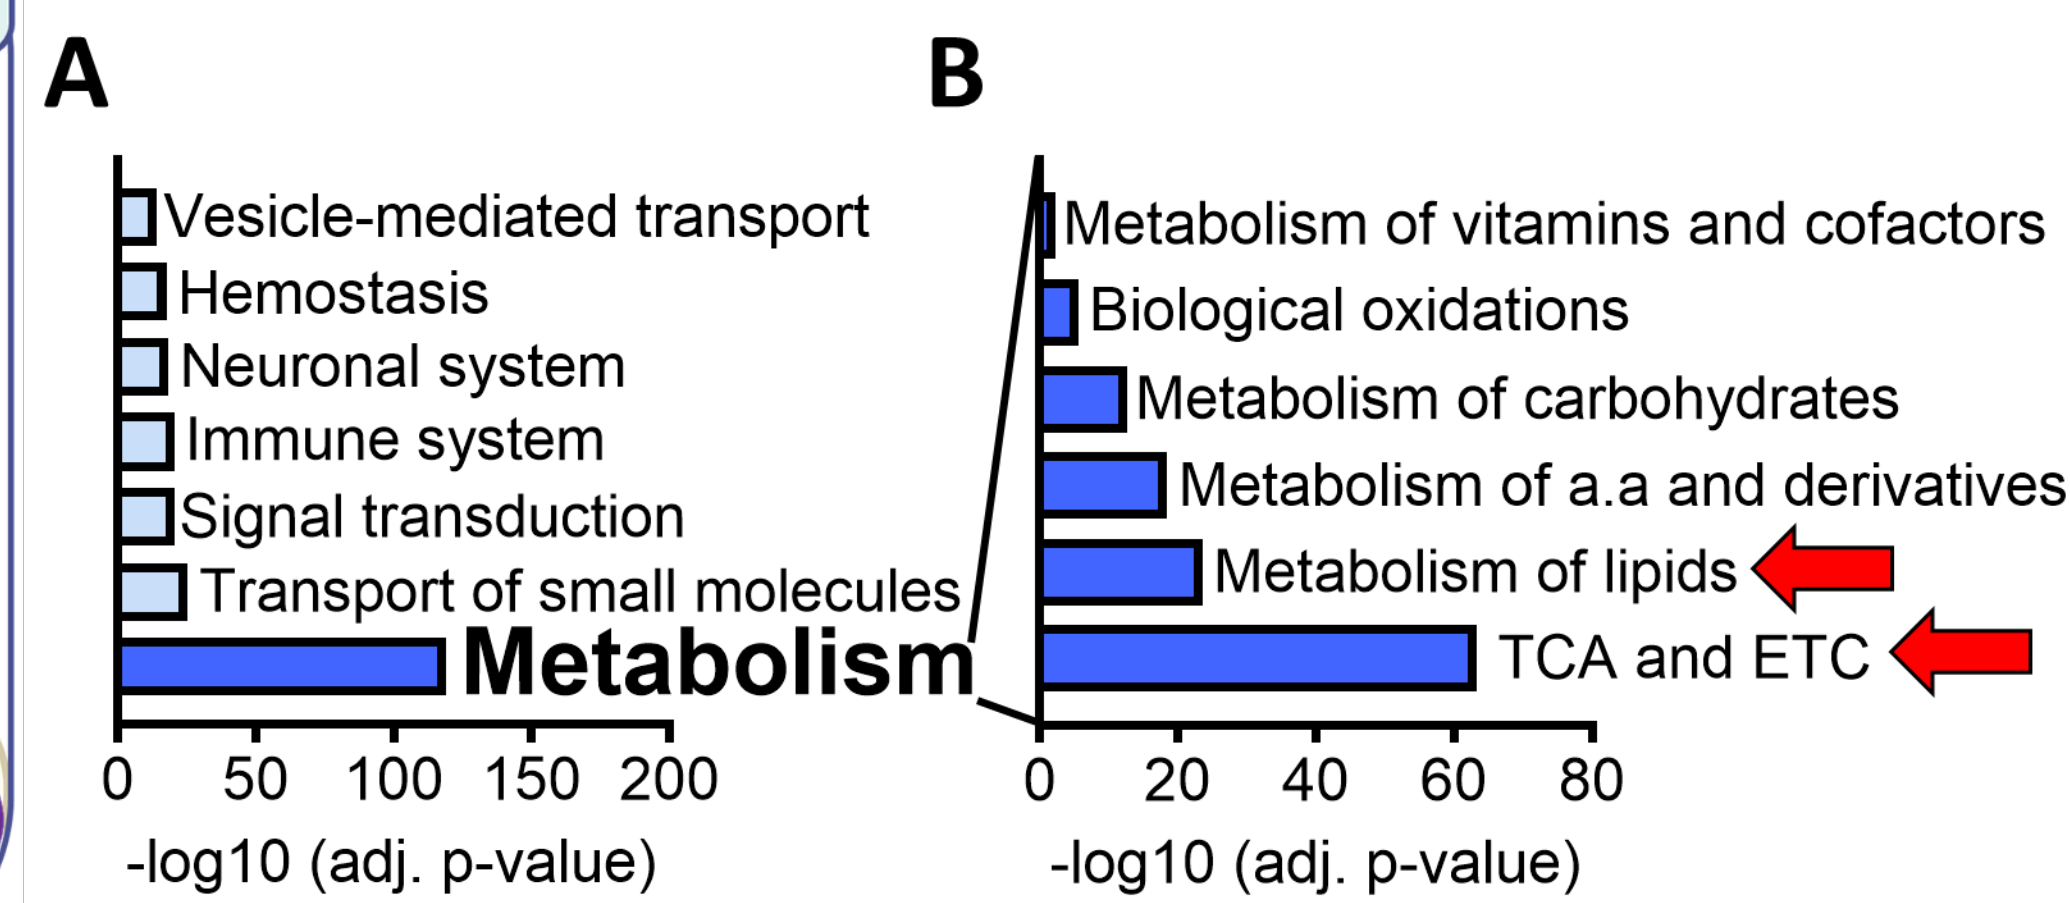 A
Vesicle-mediated transport
Hemostasis
Neuronal system
Immune system
Signal transduction
Transport of small molecules
Metabolism
0 50 100 150 200
-log10 (adj. p-value)
B
Metabolism of vitamins and cofactors
Biological oxidations
Metabolism of carbohydrates
Metabolism of a.a and derivatives
Metabolism of lipids
TCA and ETC
0 20 40 60 80
-log10 (adj. p-value)